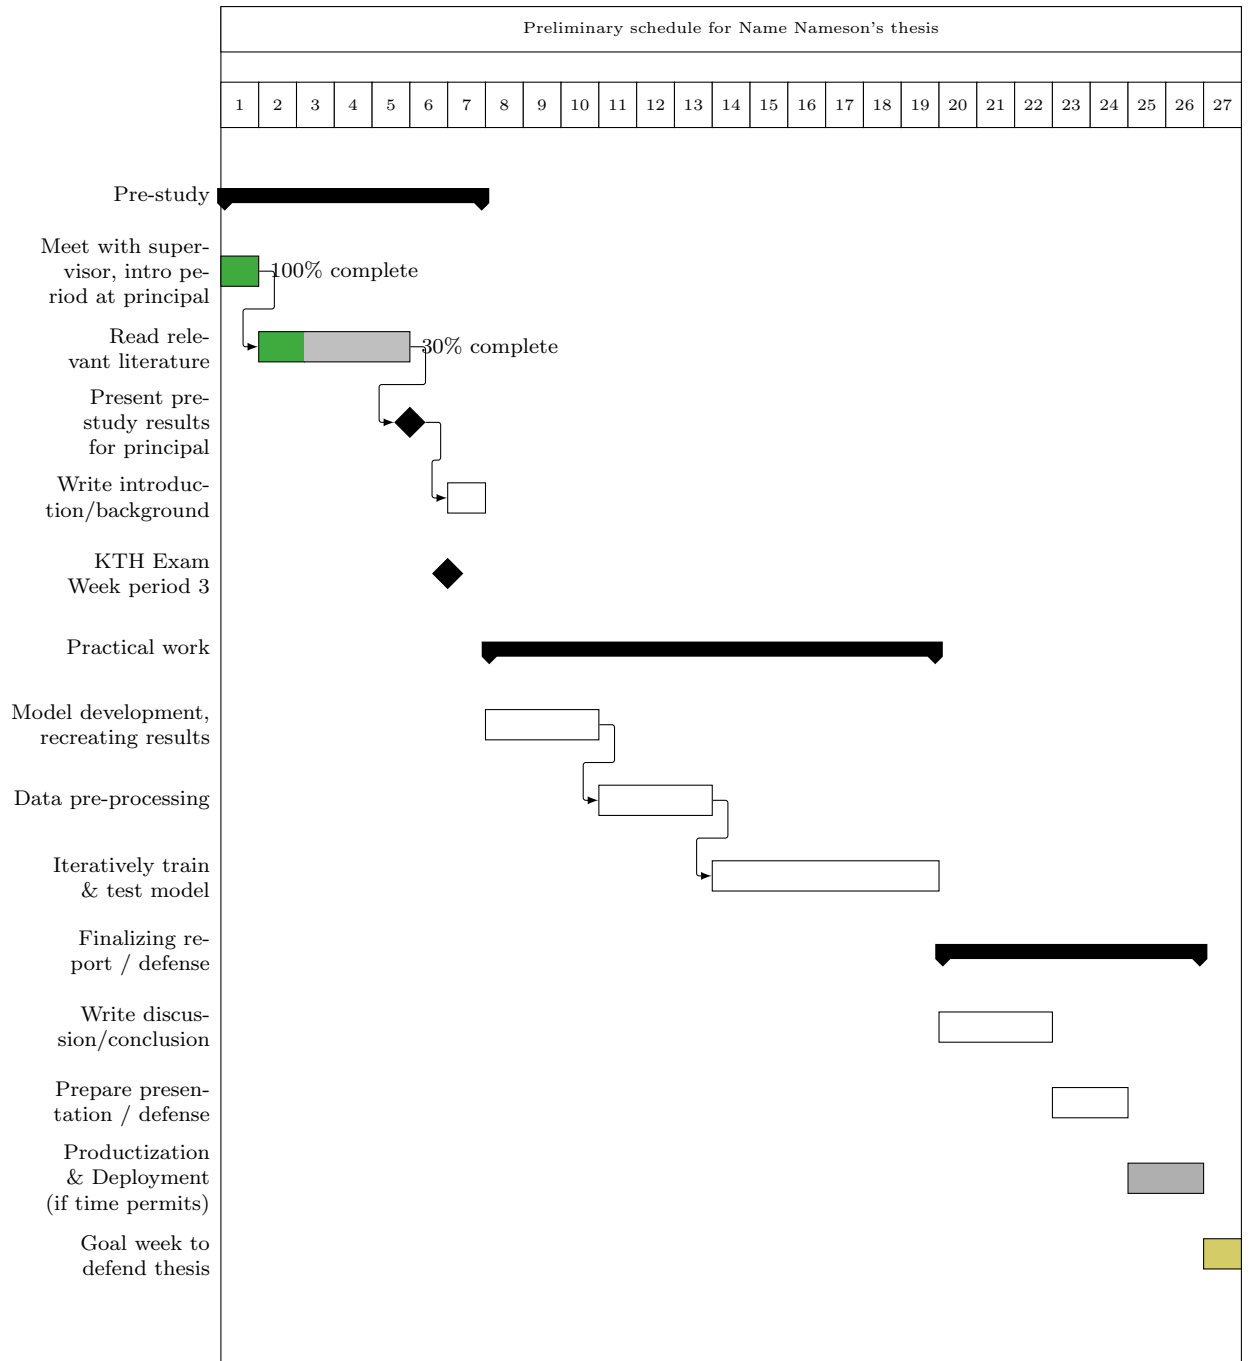 Preliminary schedule for Name Nameson's thesis
1 2 3 4 5 6 7 8 9 10 11 12 13 14 15 16 17 18 19 20 21 22 23 24 25 26 27
Pre-study
Meet with super-
visor, intro pe-
riod at principal
100% complete
Read rele-
vant literature
30% complete
Present pre-
study results
for principal
Write introduc-
tion/background
KTH Exam
Week period 3
Practical work
Model development,
recreating results
Data pre-processing
Iteratively train
& test model
Finalizing re-
port / defense
Write discus-
sion/conclusion
Prepare presen-
tation / defense
Productization
& Deployment
(if time permits)
Goal week to
defend thesis